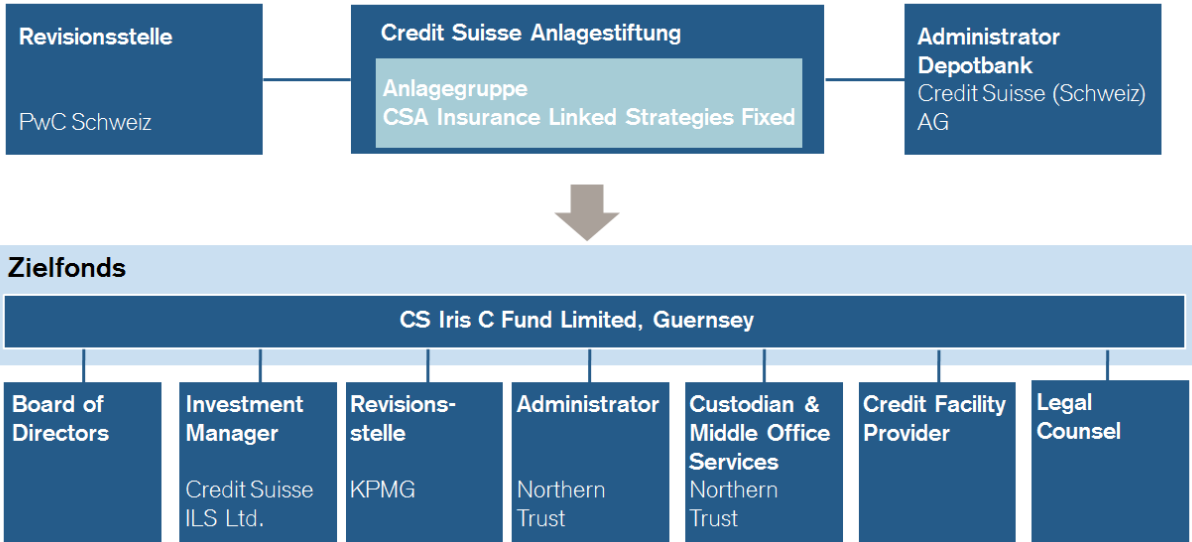 Revisionsstelle
PwC Schweiz
Credit Suisse Anlagestiftung
Anlagegruppe
CSA Insurance Linked Strategies Fixed
Administrator
Depotbank
Credit Suisse (Schweiz)
AG
Zielfonds
CS Iris C Fund Limited, Guernsey
Board of
Directors
Investment
Manager
Credit Suisse
ILS Ltd.
Revisions-
stelle
KPMG
Administrator
Northern
Trust
Custodian &
Middle Office
Services
Northern
Trust
Credit Facility
Provider
Legal
Counsel